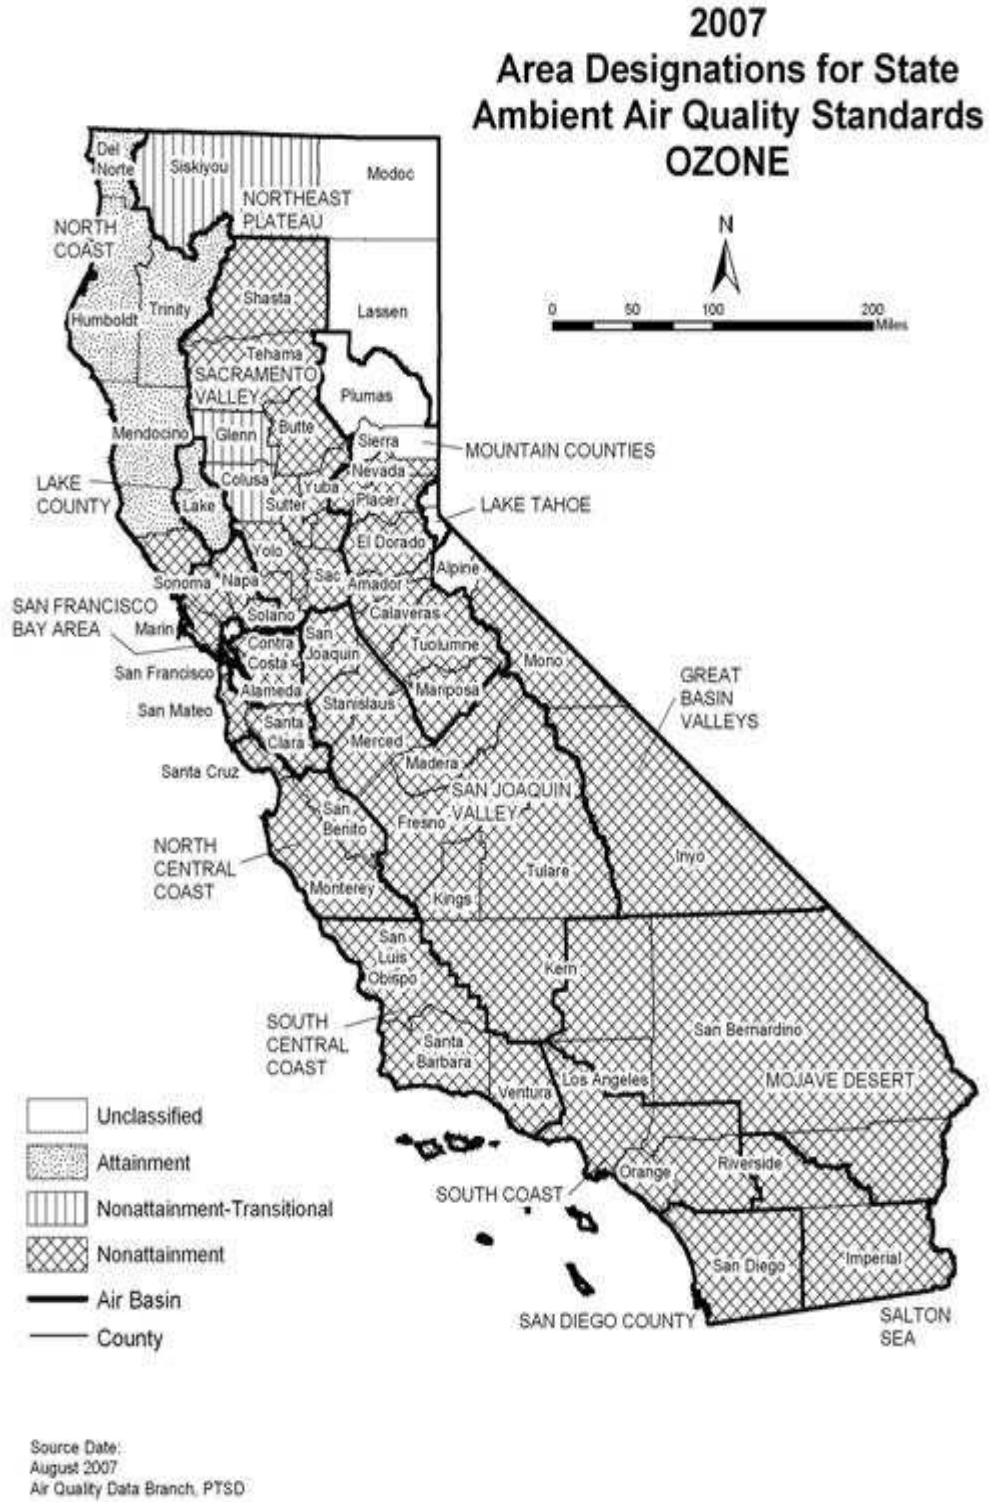 2007
Area Designations for State
Ambient Air Quality Standards
OZONE
N
0 50 100 200
Miles
Del
Norte
Siskiyou
Modoc
NORTHEAST
PLATEAU
NORTH
COAST
Shasta
Trinity
Humboldt
Lassen
Tehama
SACRAMENTO
VALLEY
Plumas
Butte
Glenn
Mendocino
Sierra
MOUNTAIN COUNTIES
Nevada
LAKE
COUNTY
Colusa
Yuba
Placer
Lake
Sutter
LAKE TAHOE
El Dorado
Yolo
Alpine
Sonoma
Napa
Sac
Amador
SAN FRANCISCO
BAY AREA
Solano
Calaveras
Marin
San
Joaquin
Contra
Costa
Tuolumne
Mono
San Francisco
GREAT
BASIN
VALLEYS
Alameda
Mariposa
San Mateo
Stanislaus
Santa
Clara
Merced
Santa Cruz
Madera
SAN JOAQUIN
VALLEY
San
Benito
Fresno
NORTH
CENTRAL
COAST
Inyo
Tulare
Monterey
Kings
San
Luis
Obispo
Kern
SOUTH
CENTRAL
COAST
San Bernardino
Santa
Barbara
Los Angeles
MOJAVE DESERT
Ventura
Unclassified
Attainment
Orange
Riverside
SOUTH COAST
Nonattainment-Transitional
Nonattainment
San Diego
Imperial
Air Basin
SAN DIEGO COUNTY
SALTON
SEA
County
Source Date:
August 2007
Air Quality Data Branch, PTSD